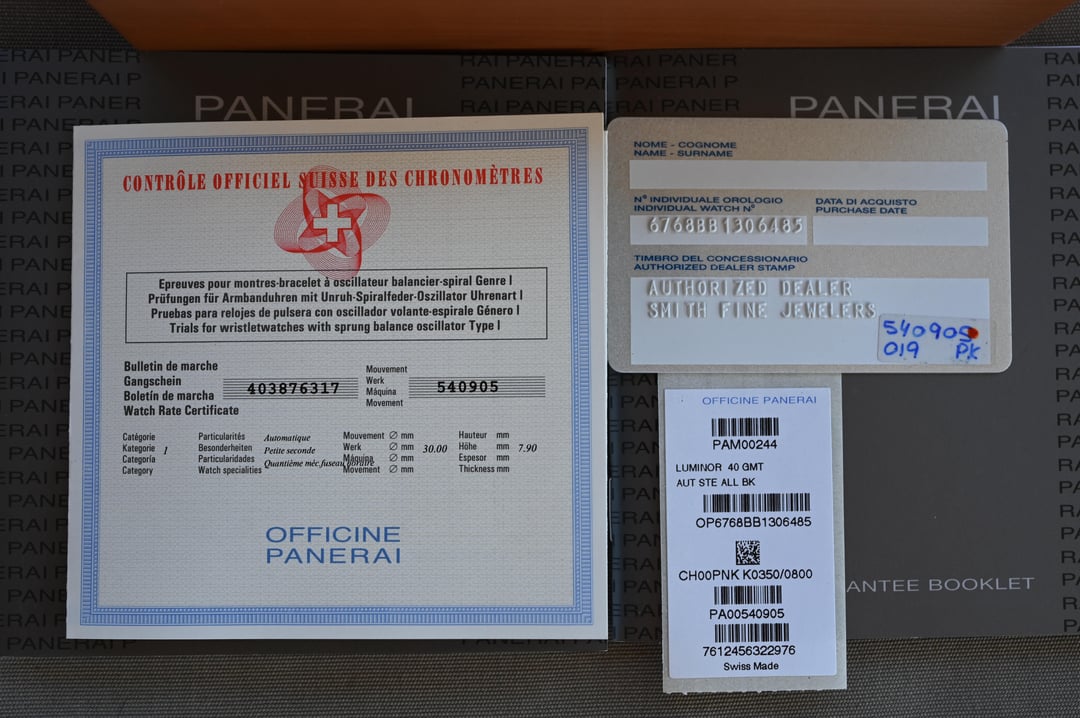 PANERAI
PANERAI
CONTRÔLE OFFICIEL SUISSE DES CHRONOMÈTRES
Epreuves pour montres-bracelet à oscillateur balancier-spiral Genre I
Prüfungen für Armbanduhren mit Unruh-Spiralfeder-Oszillator Uhrenart I
Pruebas para relojes de pulsera con oscillador volante-espirale Género I
Trials for wristletwatches with sprung balance oscillator Type I
Bulletin de marche
Gangschein
Boletín de marcha
Watch Rate Certificate
403876317
Mouvement
Werk
Máquina
Movement
540905
Catégorie
Kategorie 1
Categoría
Category
Particularités
Besonderheiten
Particularidades
Watch specialities
Automatique
Petite seconde
Quantième méc,fuseau horaire
Mouvement ∅ mm
Werk ∅ mm 30.00
Máquina ∅ mm
Movement ∅ mm
Hauteur mm
Höhe mm 7.90
Espesor mm
Thickness mm
OFFICINE
PANERAI
NOME - COGNOME
NAME - SURNAME
N° INDIVIDUALE OROLOGIO
INDIVIDUAL WATCH N°
6768BB1306485
DATA DI ACQUISTO
PURCHASE DATE
TIMBRO DEL CONCESSIONARIO
AUTHORIZED DEALER STAMP
AUTHORIZED DEALER
SMITH FINE JEWELERS
540905
019 PK
OFFICINE PANERAI
PAM00244
LUMINOR 40 GMT
AUT STE ALL BK
OP6768BB1306485
CH00PNK K0350/0800
PA00540905
7612456322976
Swiss Made
ANTEE BOOKLET